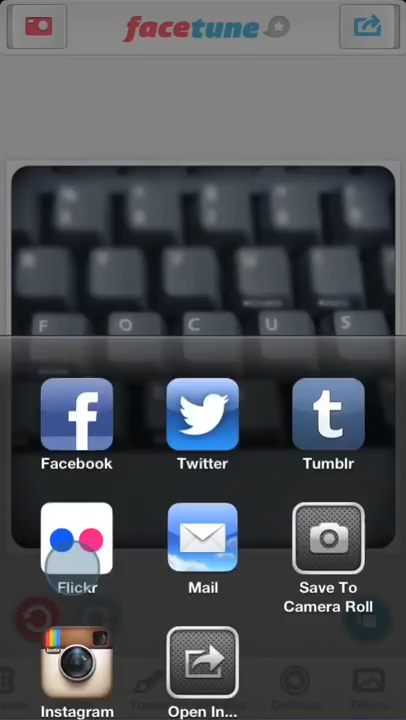 facetune
F O C U S
Facebook Twitter Tumblr
Flickr Mail Save To
Camera Roll
Instagram Open In...